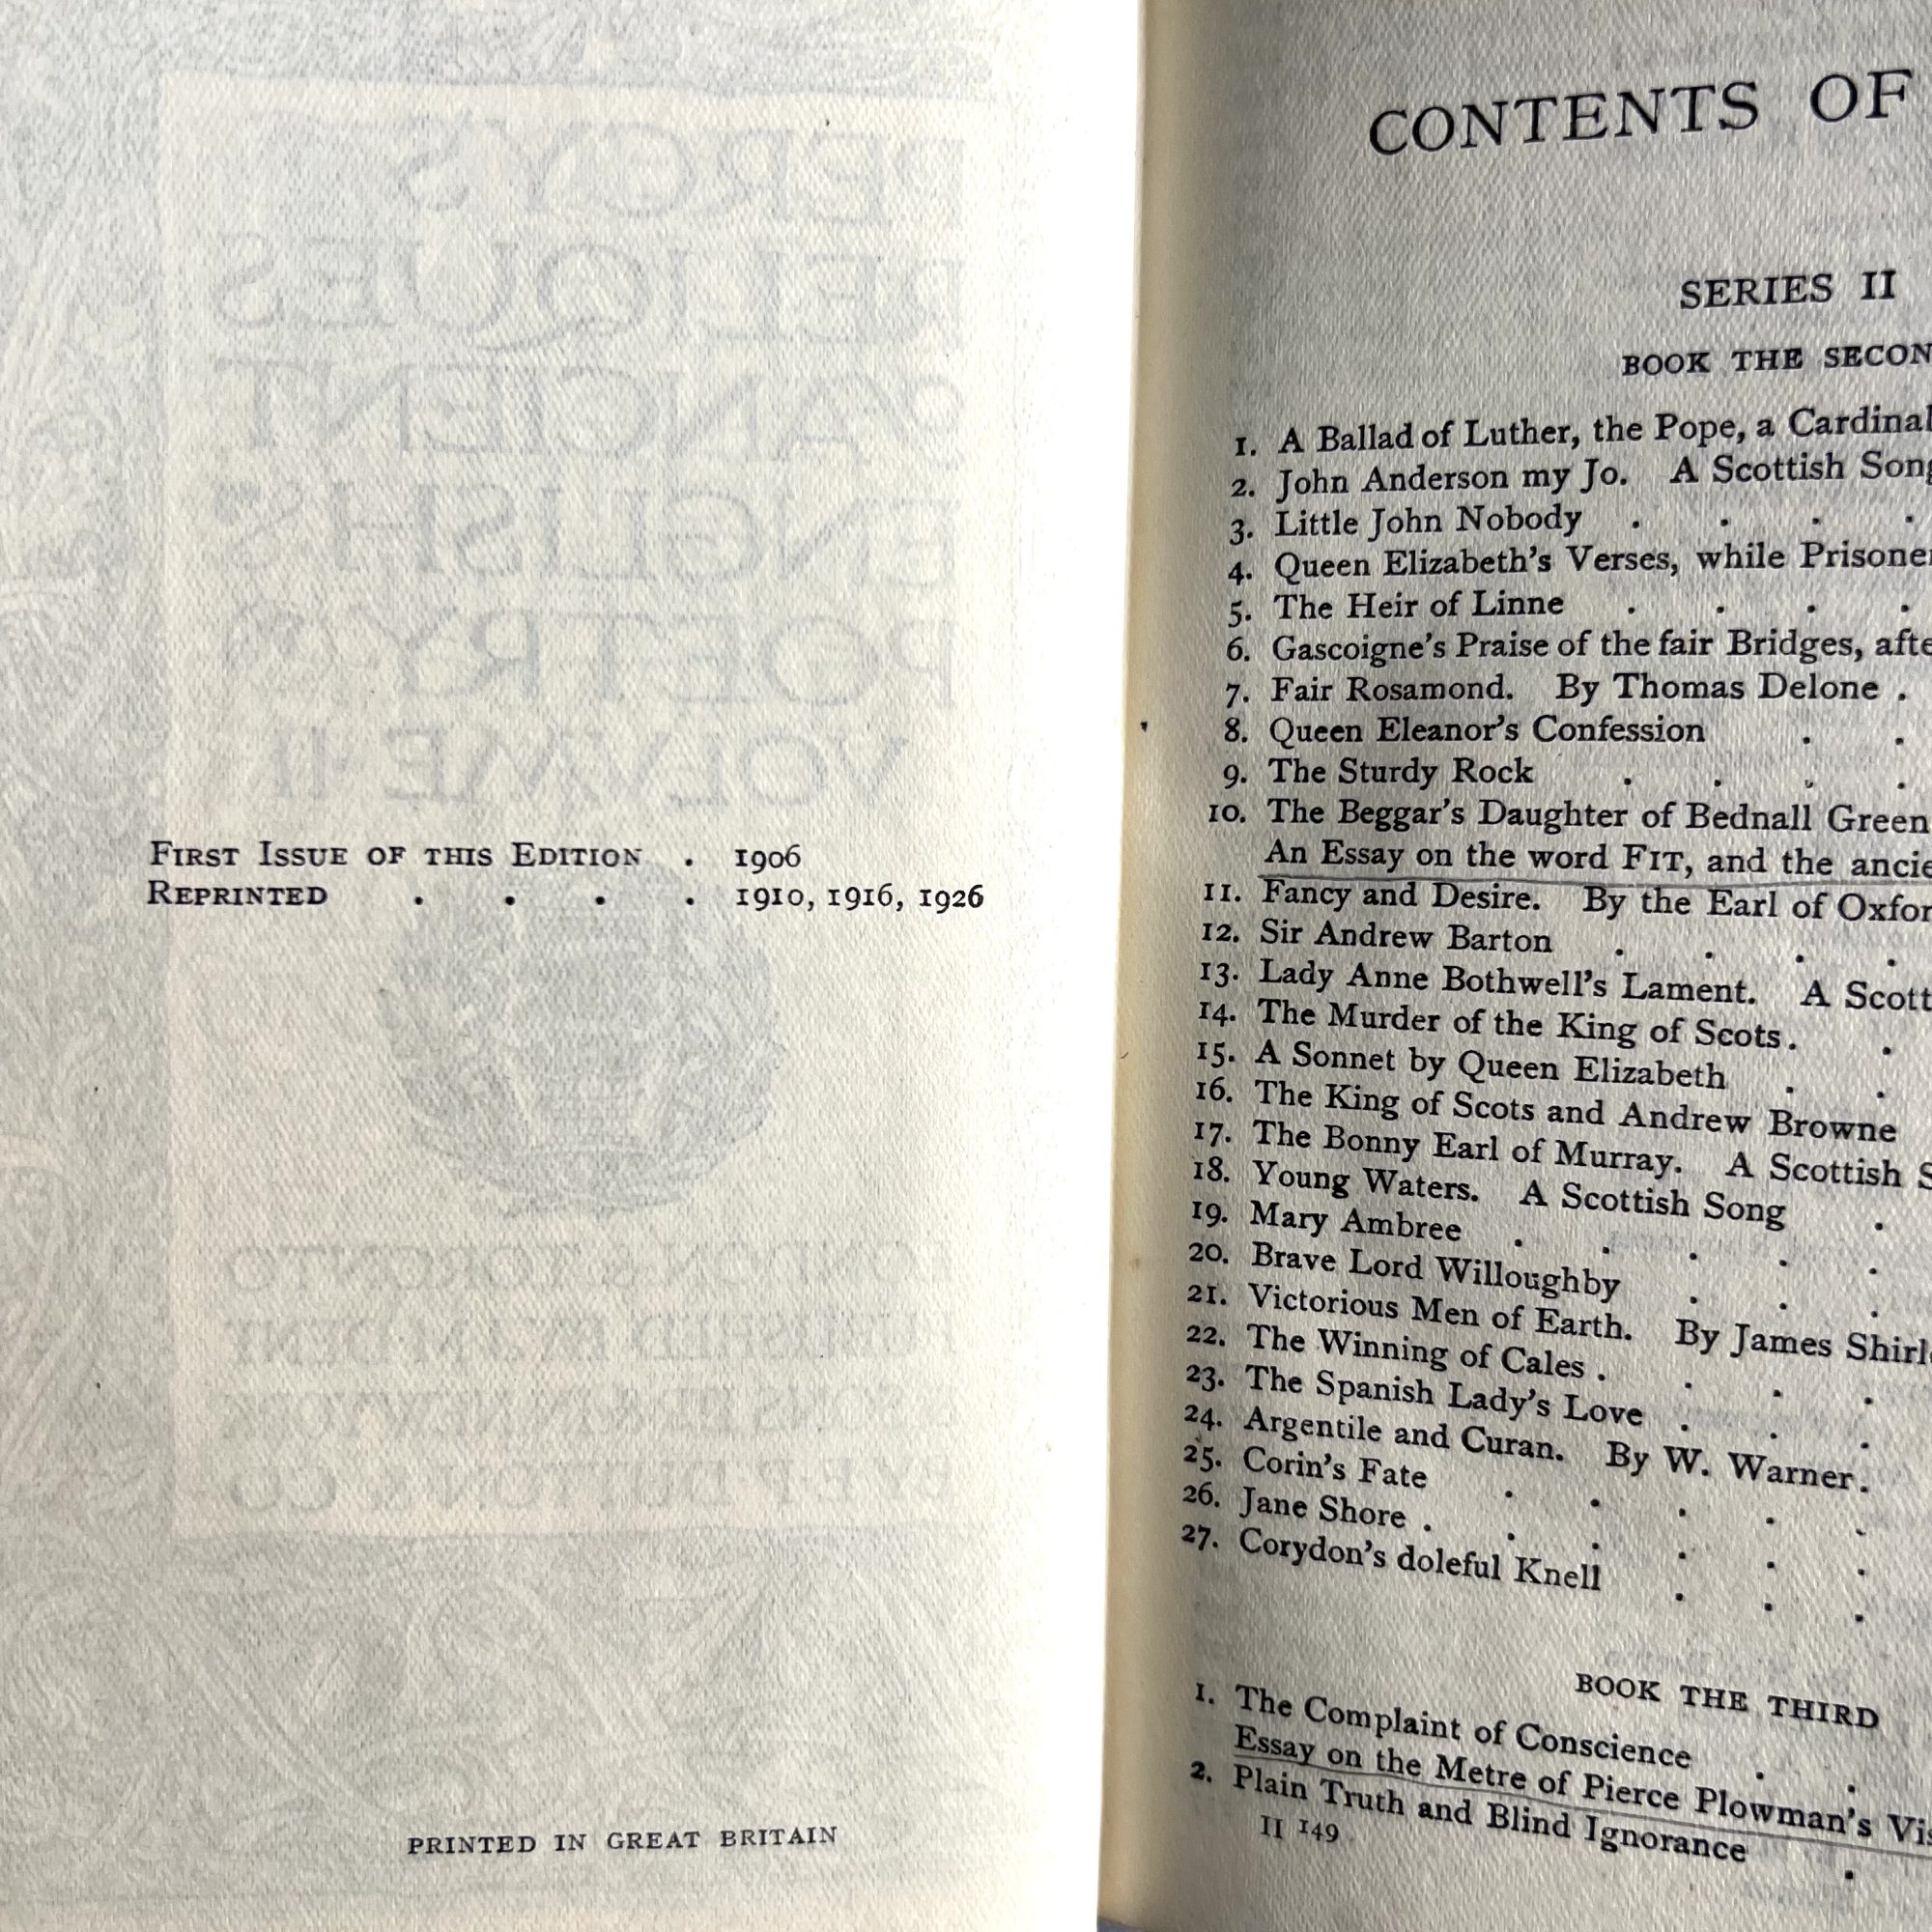 FIRST ISSUE OF THIS EDITION . 1906
REPRINTED . . . . 1910, 1916, 1926
PRINTED IN GREAT BRITAIN
CONTENTS OF
SERIES II
BOOK THE SECON
1. A Ballad of Luther, the Pope, a Cardinal
2. John Anderson my Jo. A Scottish Song
3. Little John Nobody . . . .
4. Queen Elizabeth's Verses, while Prisoner
5. The Heir of Linne . . . .
6. Gascoigne's Praise of the fair Bridges, afte
7. Fair Rosamond. By Thomas Delone .
8. Queen Eleanor's Confession . .
9. The Sturdy Rock . . . .
10. The Beggar's Daughter of Bednall Green
An Essay on the word FIT, and the ancie
11. Fancy and Desire. By the Earl of Oxfor
12. Sir Andrew Barton . . . .
13. Lady Anne Bothwell's Lament. A Scott
14. The Murder of the King of Scots. .
15. A Sonnet by Queen Elizabeth . .
16. The King of Scots and Andrew Browne
17. The Bonny Earl of Murray. A Scottish S
18. Young Waters. A Scottish Song .
19. Mary Ambree . . . . .
20. Brave Lord Willoughby . . .
21. Victorious Men of Earth. By James Shirl
22. The Winning of Cales . . . .
23. The Spanish Lady's Love . . .
24. Argentile and Curan. By W. Warner.
25. Corin's Fate . . . . .
26. Jane Shore . . . . . .
27. Corydon's doleful Knell . . .
BOOK THE THIRD
1. The Complaint of Conscience . .
Essay on the Metre of Pierce Plowman's Vis
2. Plain Truth and Blind Ignorance .
II 149